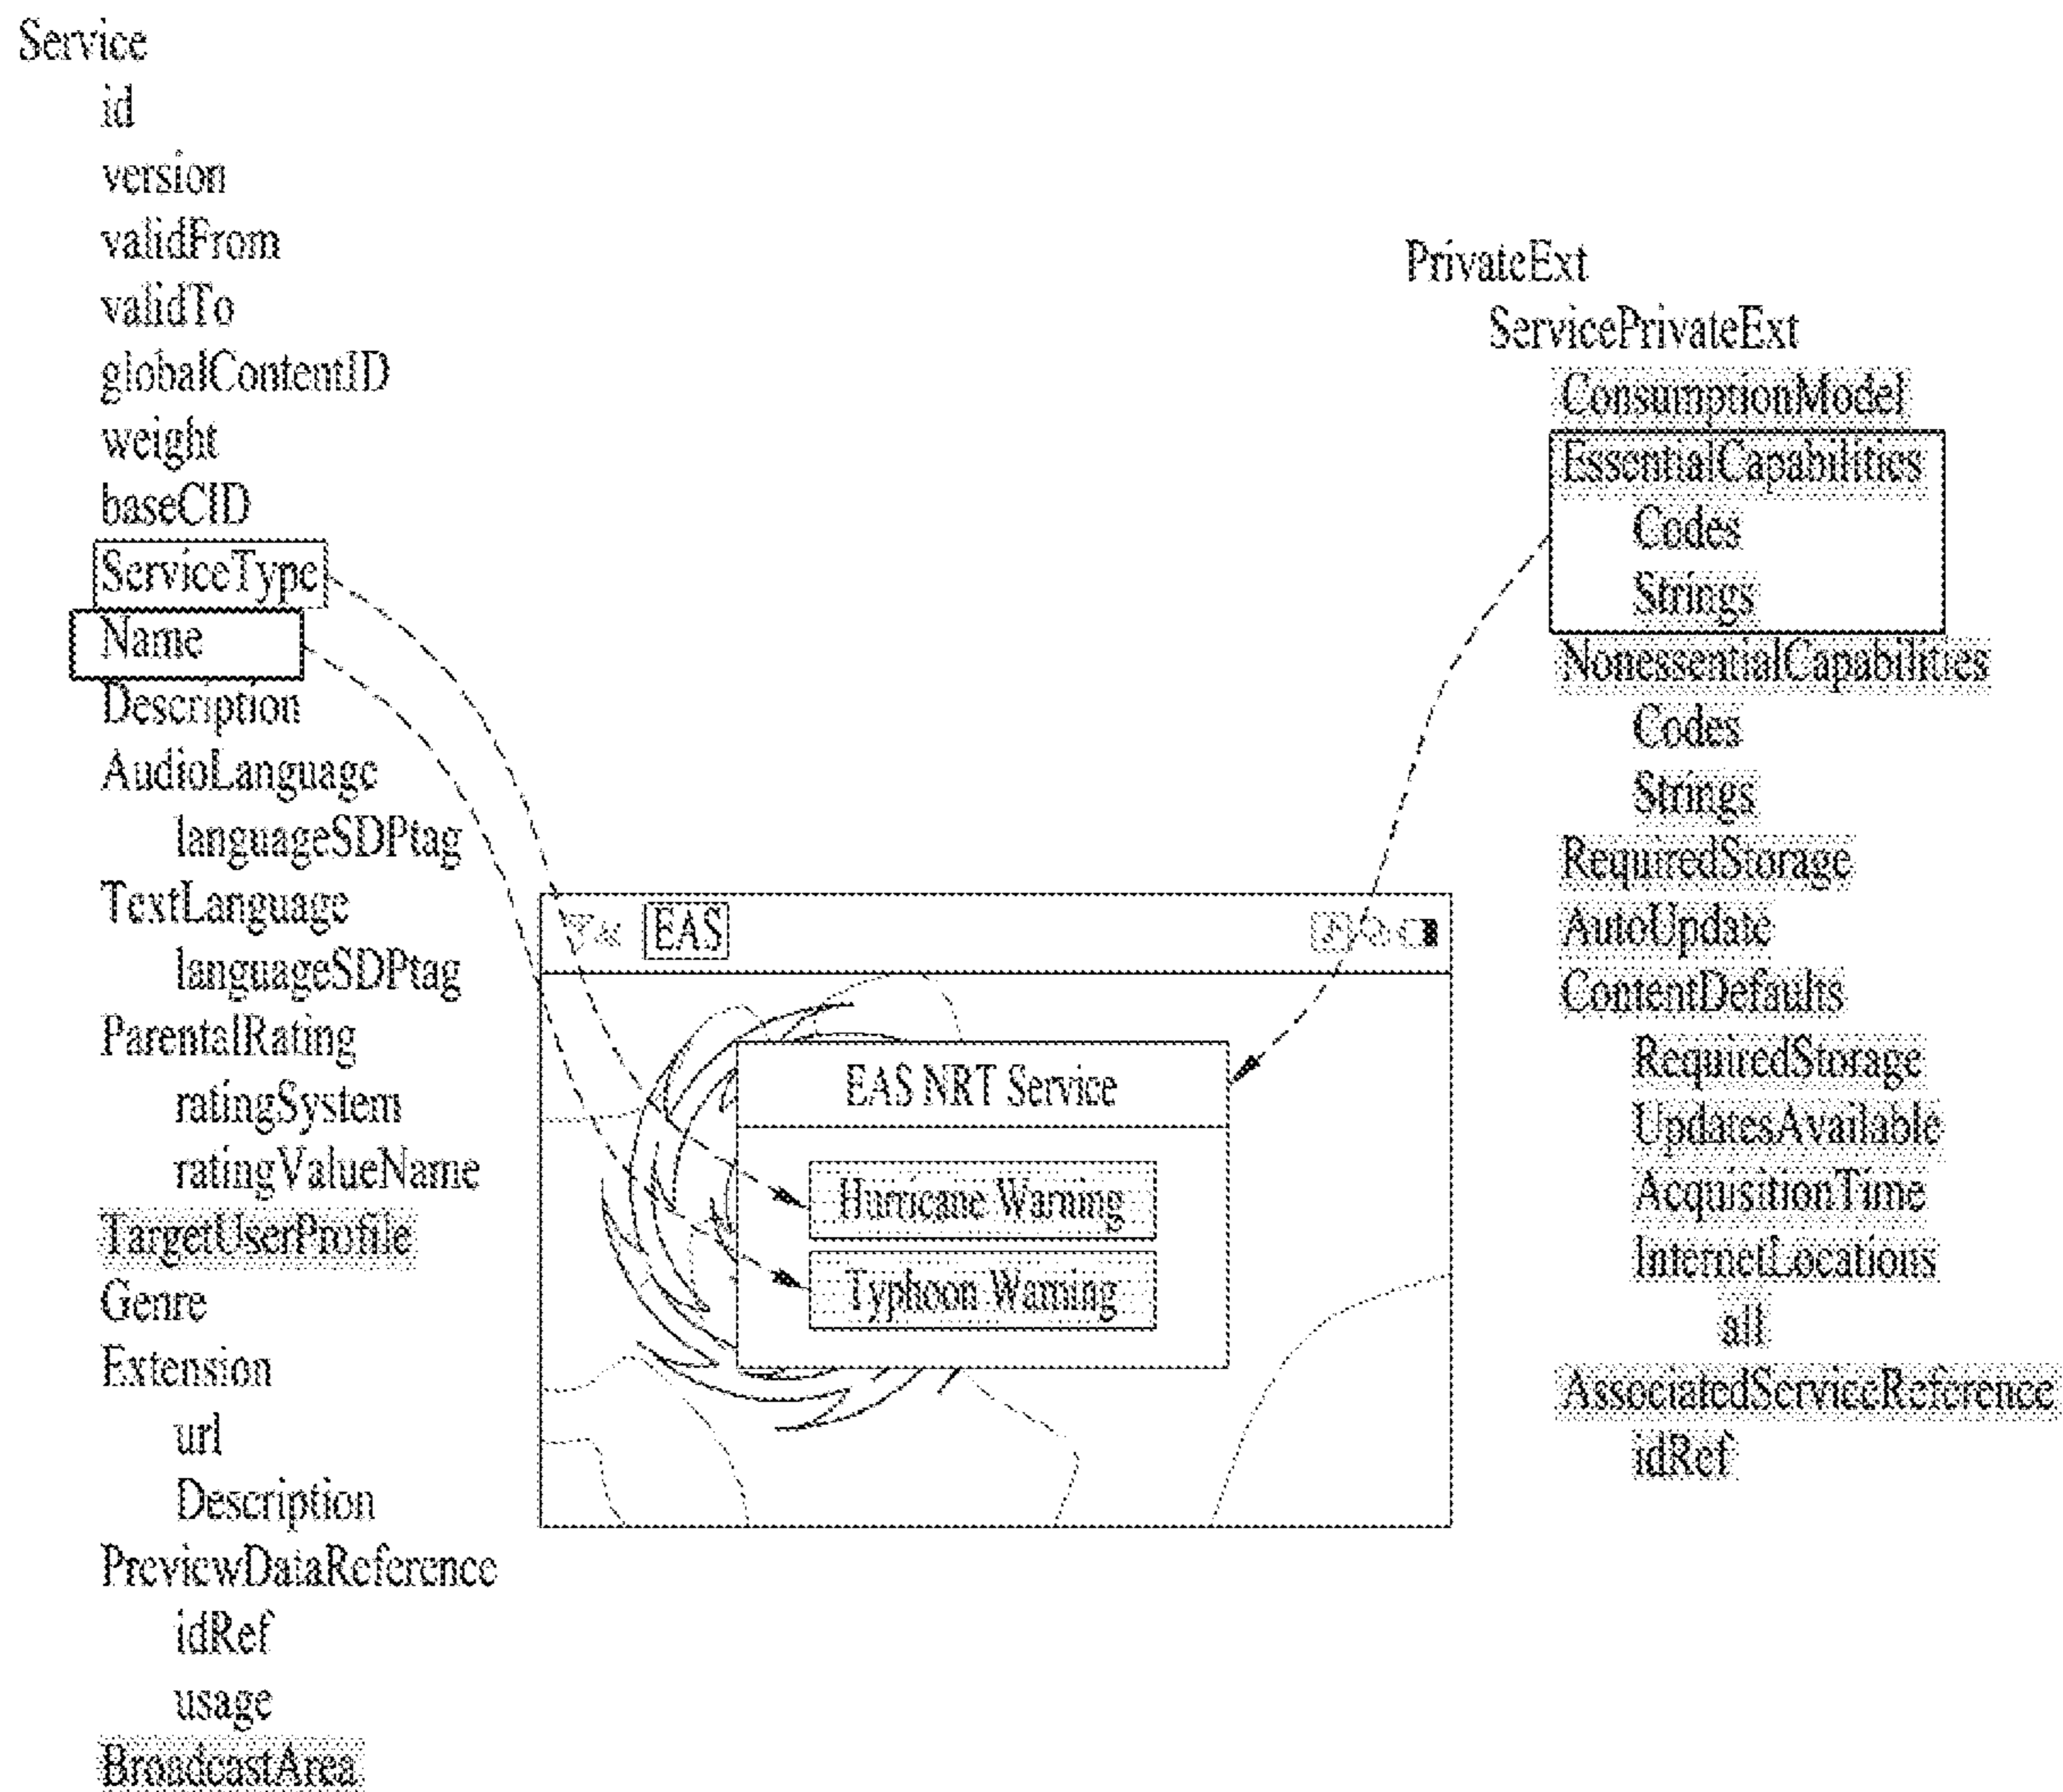 Service
id
version
validFrom
validTo
globalContentID
weight
baseCID
ServiceType
Name
Description
AudioLanguage
languageSDPtag
TextLanguage
languageSDPtag
ParentalRating
ratingSystem
ratingValueName
TargetUserProfile
Genre
Extension
url
Description
PreviewDataReference
idRef
usage
BroadcastArea
EAS
EAS NRT Service
Hurricane Warning
Typhoon Warning
PrivateExt
ServicePrivateExt
ConsumptionModel
EssentialCapabilities
Codes
Strings
NonessentialCapabilities
Codes
Strings
RequiredStorage
AutoUpdate
ContentDefaults
RequiredStorage
UpdatesAvailable
AcquisitionTime
InternetLocations
all
AssociatedServiceReference
idRef